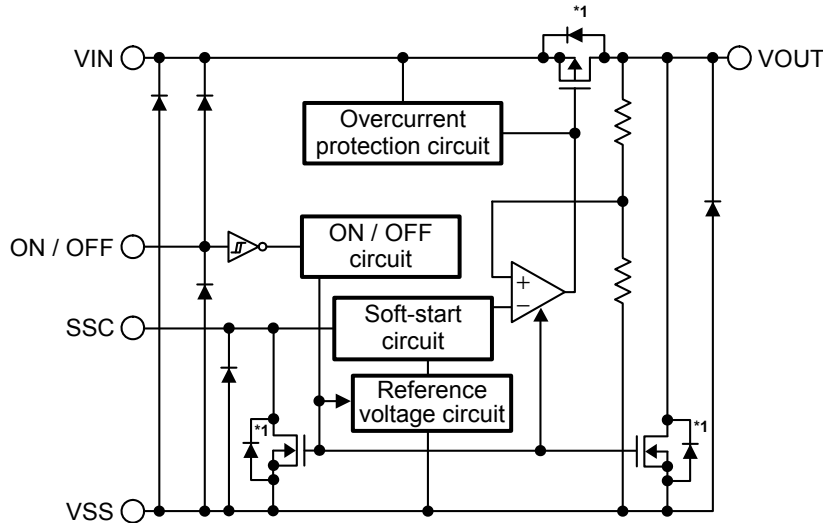 *1
VIN
VOUT
Overcurrent
protection circuit
ON / OFF
ON / OFF
circuit
+
−
SSC
Soft-start
circuit
Reference
voltage circuit
*1
*1
VSS